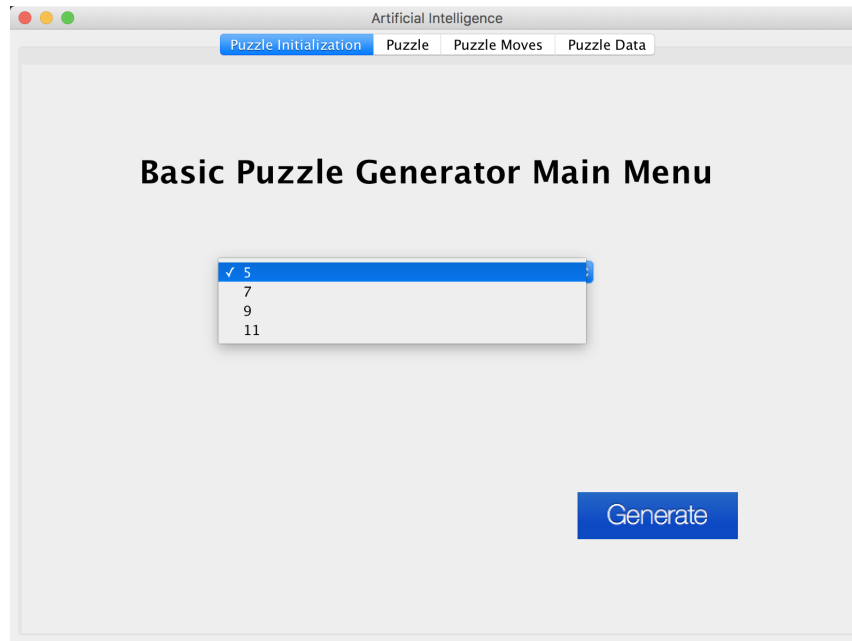 Artificial Intelligence
Puzzle Initialization Puzzle Puzzle Moves Puzzle Data
Basic Puzzle Generator Main Menu
✓ 5
7
9
11
Generate